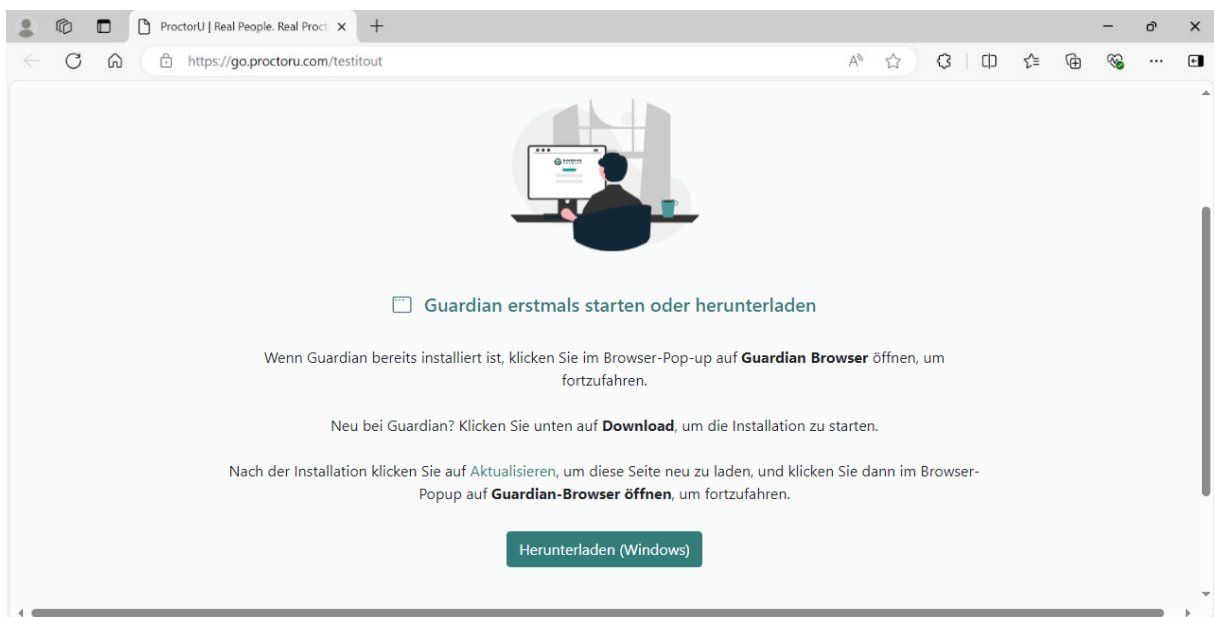 ProctorU | Real People. Real Proct
https://go.proctoru.com/testitout
Guardian erstmals starten oder herunterladen
Wenn Guardian bereits installiert ist, klicken Sie im Browser-Pop-up auf Guardian Browser öffnen, um
fortzufahren.
Neu bei Guardian? Klicken Sie unten auf Download, um die Installation zu starten.
Nach der Installation klicken Sie auf Aktualisieren, um diese Seite neu zu laden, und klicken Sie dann im Browser-
Popup auf Guardian-Browser öffnen, um fortzufahren.
Herunterladen (Windows)